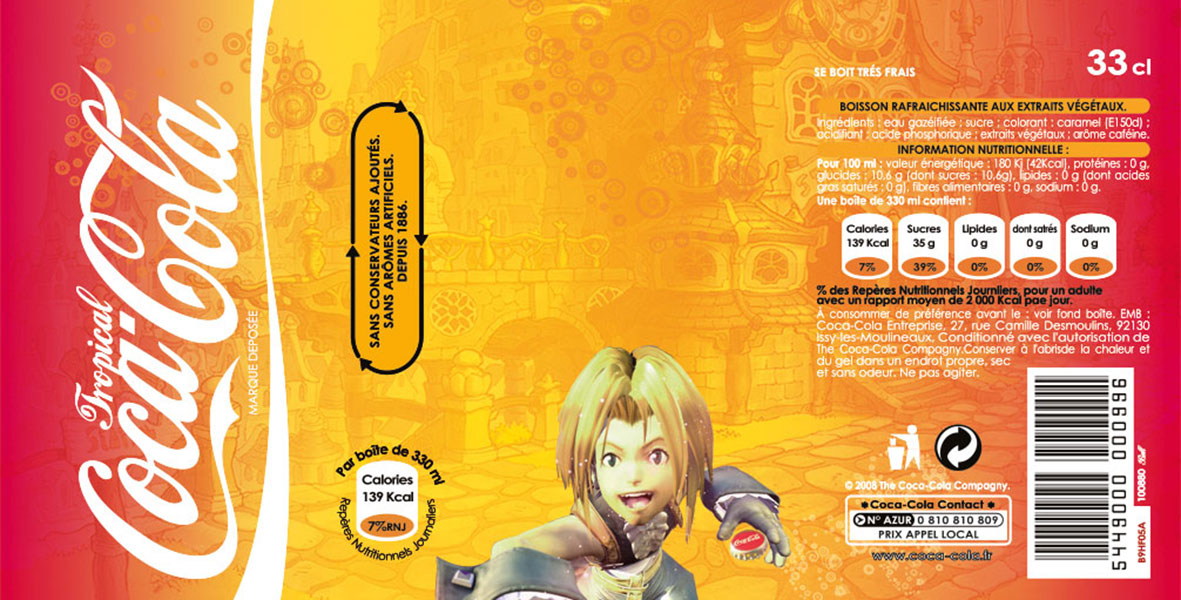 Tropical
Coca-Cola
MARQUE DEPOSÉE
SANS CONSERVATEURS AJOUTÉS.
SANS ARÔMES ARTIFICIELS.
DEPUIS 1886.
Par boîte de 330 ml
Calories
139 Kcal
7%RNJ
Repères Nutritionnels Journaliers
Coca-Cola
SE BOIT TRÉS FRAIS
33 cl
BOISSON RAFRAICHISSANTE AUX EXTRAITS VÉGÉTAUX.
Ingrédients : eau gazéifiée ; sucre ; colorant : caramel (E150d) ;
acidifiant : acide phosphorique ; extraits végétaux ; arôme caféine.
INFORMATION NUTRITIONNELLE :
Pour 100 ml : valeur énergétique : 180 Kj (42Kcal), protéines : 0 g,
glucides : 10.6 g (dont sucres : 10.6g), lipides : 0 g (dont acides
gras saturés : 0 g), fibres alimentaires : 0 g, sodium : 0 g.
Une boîte de 330 ml contient :
Calories
139 Kcal
7%
Sucres
35 g
39%
Lipides
0 g
0%
dont satrés
0 g
0%
Sodium
0 g
0%
% des Repères Nutritionnels Journliers, pour un adulte
avec un rapport moyen de 2 000 Kcal pae jour.
À consommer de préférence avant le : voir fond boîte. EMB :
Coca-Cola Entreprise, 27, rue Camille Desmoulins, 92130
Issy-les-Moulineaux. Conditionné avec l'autorisation de
The Coca-Cola Compagny.Conserver à l'abrisde la chaleur et
du gel dans un endrot propre, sec
et sans odeur. Ne pas agiter.
© 2008 The Coca-Cola Compagny.
Coca-Cola Contact
N° AZUR 0 810 810 809
PRIX APPEL LOCAL
www.coca-cola.fr
5449000 000996
B9HF05A 100880